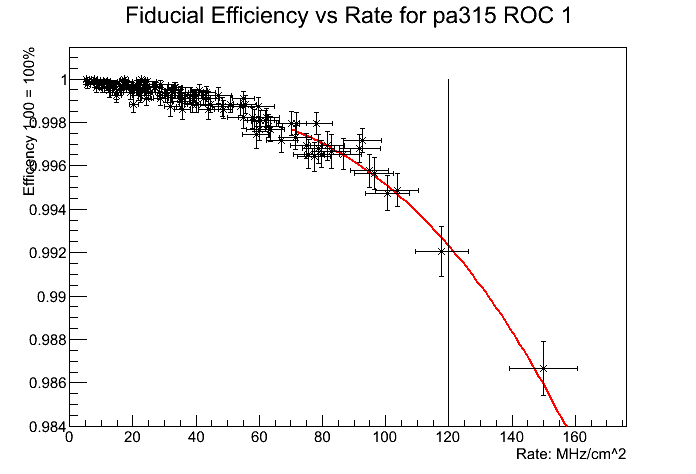 Fiducial Efficiency vs Rate for pa315 ROC 1
Efficency 1.00 = 100%
1
0.998
0.996
0.994
0.992
0.99
0.988
0.986
0.984
0 20 40 60 80 100 120 140 160
Rate: MHz/cm^2